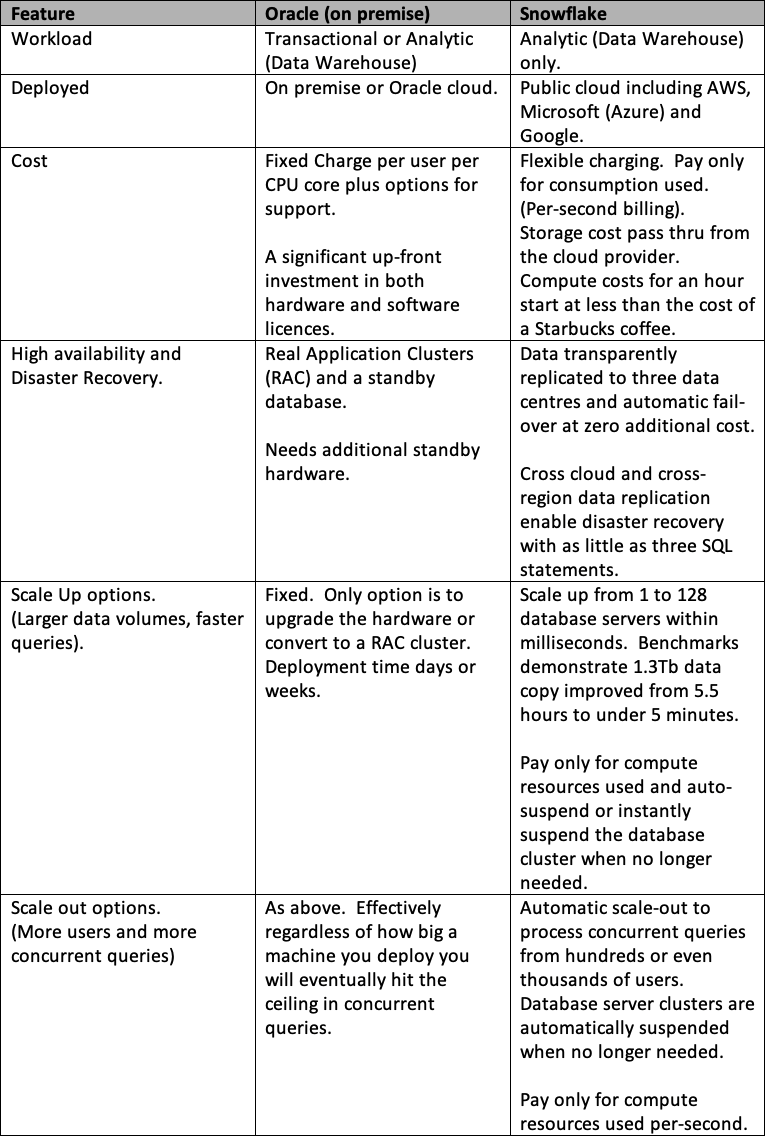 Feature
Oracle (on premise)
Snowflake
Workload
Transactional or Analytic
(Data Warehouse)
Analytic (Data Warehouse)
only.
Deployed
On premise or Oracle cloud.
Public cloud including AWS,
Microsoft (Azure) and
Google.
Cost
Fixed Charge per user per
CPU core plus options for
support.
A significant up-front
investment in both
hardware and software
licences.
Flexible charging.  Pay only
for consumption used.
(Per-second billing).
Storage cost pass thru from
the cloud provider.
Compute costs for an hour
start at less than the cost of
a Starbucks coffee.
High availability and
Disaster Recovery.
Real Application Clusters
(RAC) and a standby
database.
Needs additional standby
hardware.
Data transparently
replicated to three data
centres and automatic fail-
over at zero additional cost.
Cross cloud and cross-
region data replication
enable disaster recovery
with as little as three SQL
statements.
Scale Up options.
(Larger data volumes, faster
queries).
Fixed.  Only option is to
upgrade the hardware or
convert to a RAC cluster.
Deployment time days or
weeks.
Scale up from 1 to 128
database servers within
milliseconds.  Benchmarks
demonstrate 1.3Tb data
copy improved from 5.5
hours to under 5 minutes.
Pay only for compute
resources used and auto-
suspend or instantly
suspend the database
cluster when no longer
needed.
Scale out options.
(More users and more
concurrent queries)
As above.  Effectively
regardless of how big a
machine you deploy you
will eventually hit the
ceiling in concurrent
queries.
Automatic scale-out to
process concurrent queries
from hundreds or even
thousands of users.
Database server clusters are
automatically suspended
when no longer needed.
Pay only for compute
resources used per-second.